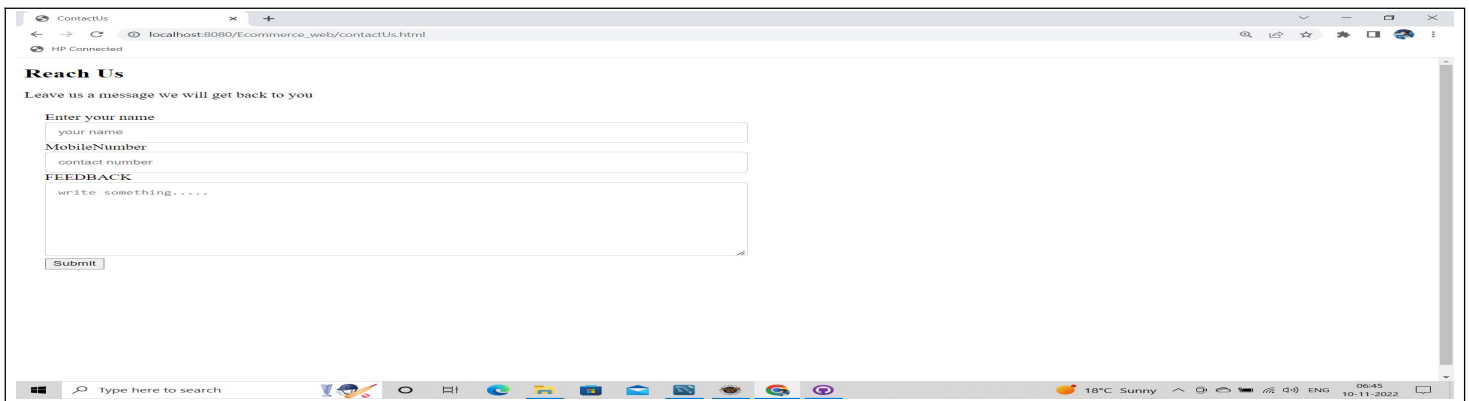 ContactUs
localhost:8080/Ecommerce_web/contactUs.html
HP Connected
Reach Us
Leave us a message we will get back to you
Enter your name
your name
MobileNumber
contact number
FEEDBACK
write something.....
Submit
Type here to search
18°C Sunny
ENG
06:45
10-11-2022